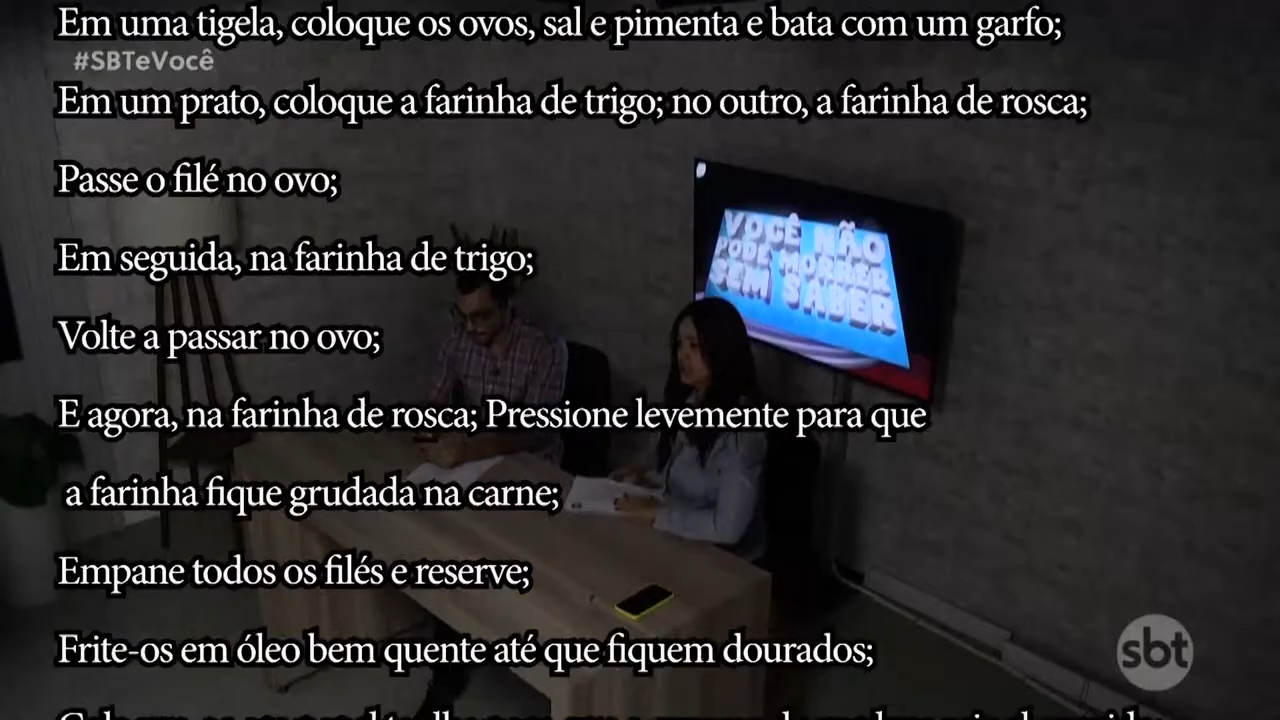 Em uma tigela, coloque os ovos, sal e pimenta e bata com um garfo;
#SBTeVocê
Em um prato, coloque a farinha de trigo; no outro, a farinha de rosca;
Passe o filé no ovo;
VOCÊ NÃO
PODE MORRER
SEM SABER
Em seguida, na farinha de trigo;
Volte a passar no ovo;
E agora, na farinha de rosca; Pressione levemente para que
a farinha fique grudada na carne;
Empane todos os filés e reserve;
Frite-os em óleo bem quente até que fiquem dourados;
sbt